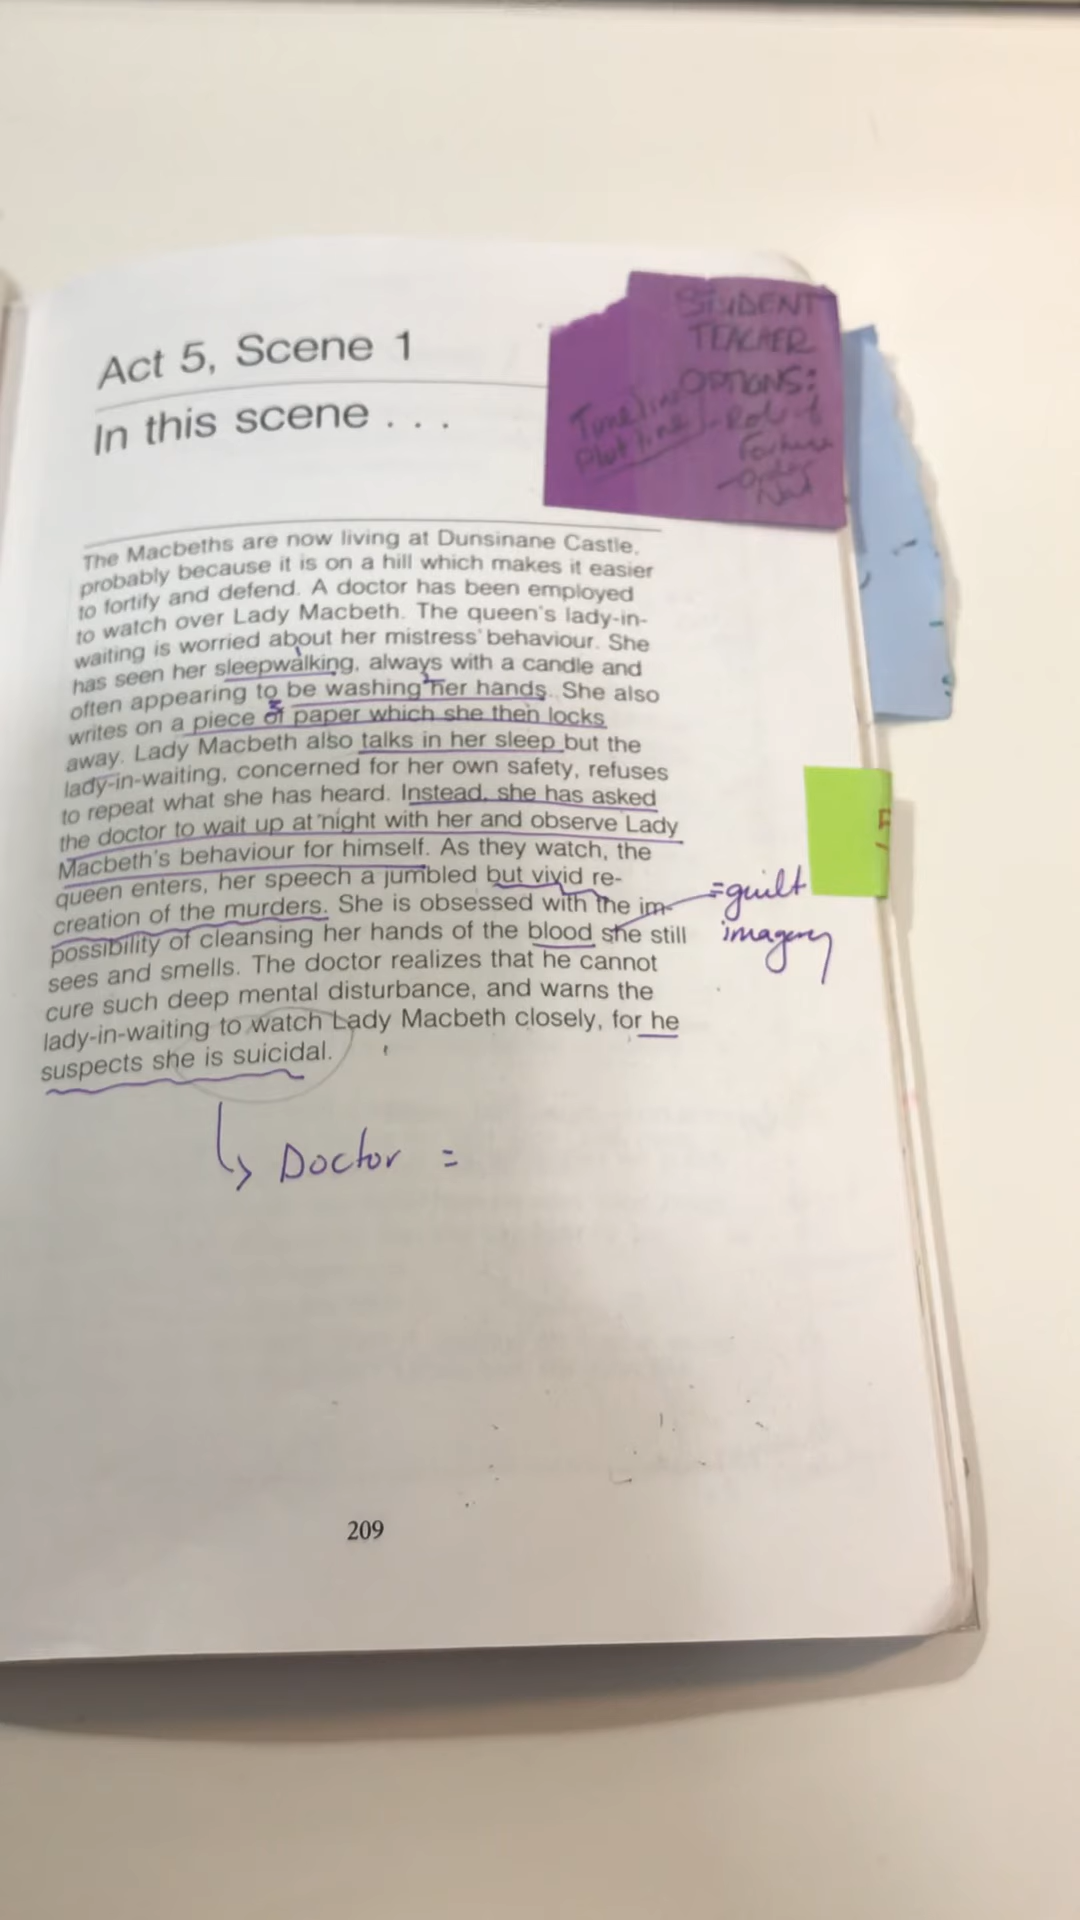 STUDENT
TEACHER
OPTIONS:
Timeline
Plot line
Act 5, Scene 1
In this scene . . .
The Macbeths are now living at Dunsinane Castle,
probably because it is on a hill which makes it easier
to fortify and defend. A doctor has been employed
to watch over Lady Macbeth. The queen's lady-in-
waiting is worried about her mistress' behaviour. She
has seen her sleepwalking, always with a candle and
often appearing to be washing her hands. She also
writes on a piece of paper which she then locks
away. Lady Macbeth also talks in her sleep but the
lady-in-waiting, concerned for her own safety, refuses
to repeat what she has heard. Instead, she has asked
the doctor to wait up at night with her and observe Lady
Macbeth's behaviour for himself. As they watch, the
queen enters, her speech a jumbled but vivid re-
creation of the murders. She is obsessed with the im-
possibility of cleansing her hands of the blood she still
sees and smells. The doctor realizes that he cannot
cure such deep mental disturbance, and warns the
lady-in-waiting to watch Lady Macbeth closely, for he
suspects she is suicidal.
=guilt
imagery
Doctor =
209